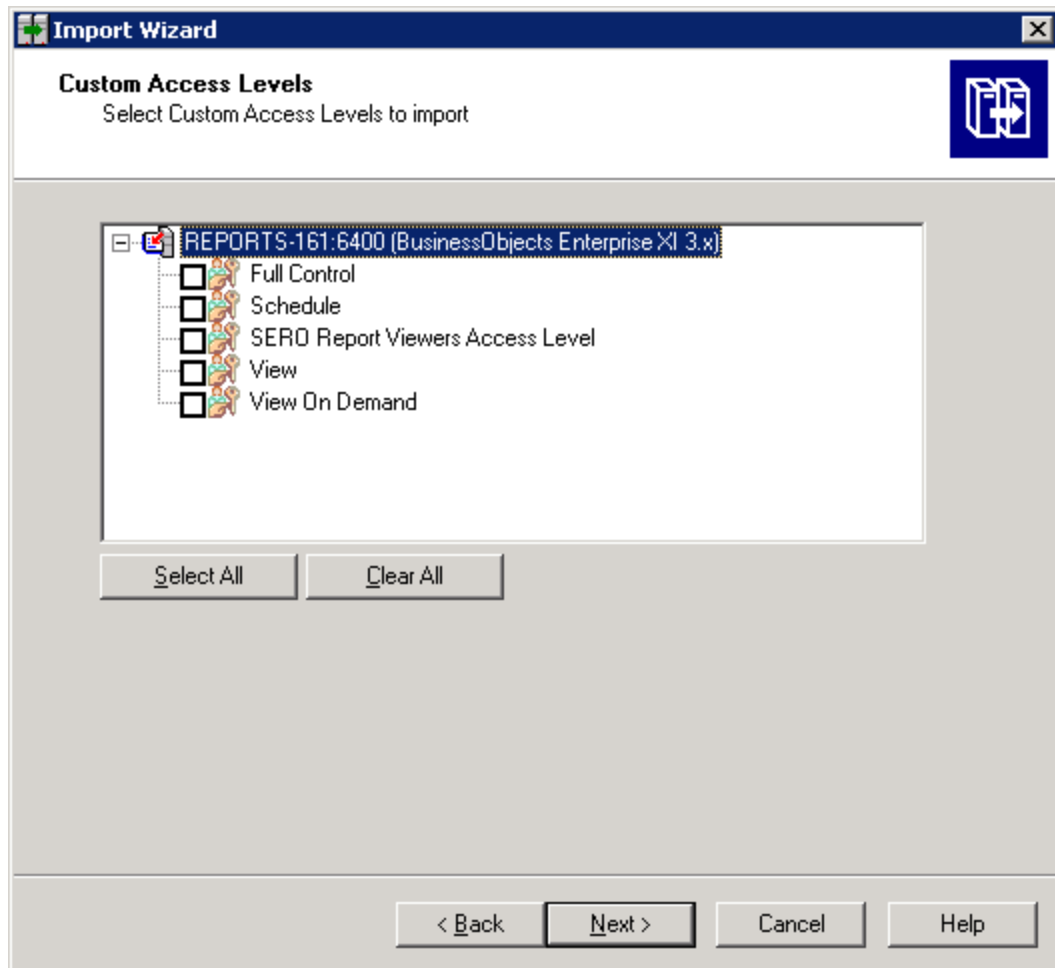 Import Wizard
Custom Access Levels
Select Custom Access Levels to import
REPORTS-161:6400 (BusinessObjects Enterprise XI 3.x)
Full Control
Schedule
SERO Report Viewers Access Level
View
View On Demand
Select All
Clear All
< Back
Next >
Cancel
Help